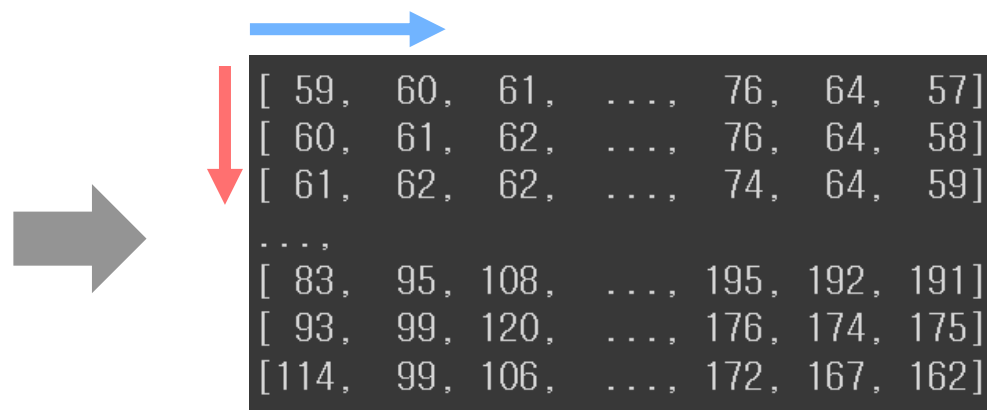 [ 59, 60, 61, ..., 76, 64, 57]
[ 60, 61, 62, ..., 76, 64, 58]
[ 61, 62, 62, ..., 74, 64, 59]
...,
[ 83, 95, 108, ..., 195, 192, 191]
[ 93, 99, 120, ..., 176, 174, 175]
[114, 99, 106, ..., 172, 167, 162]